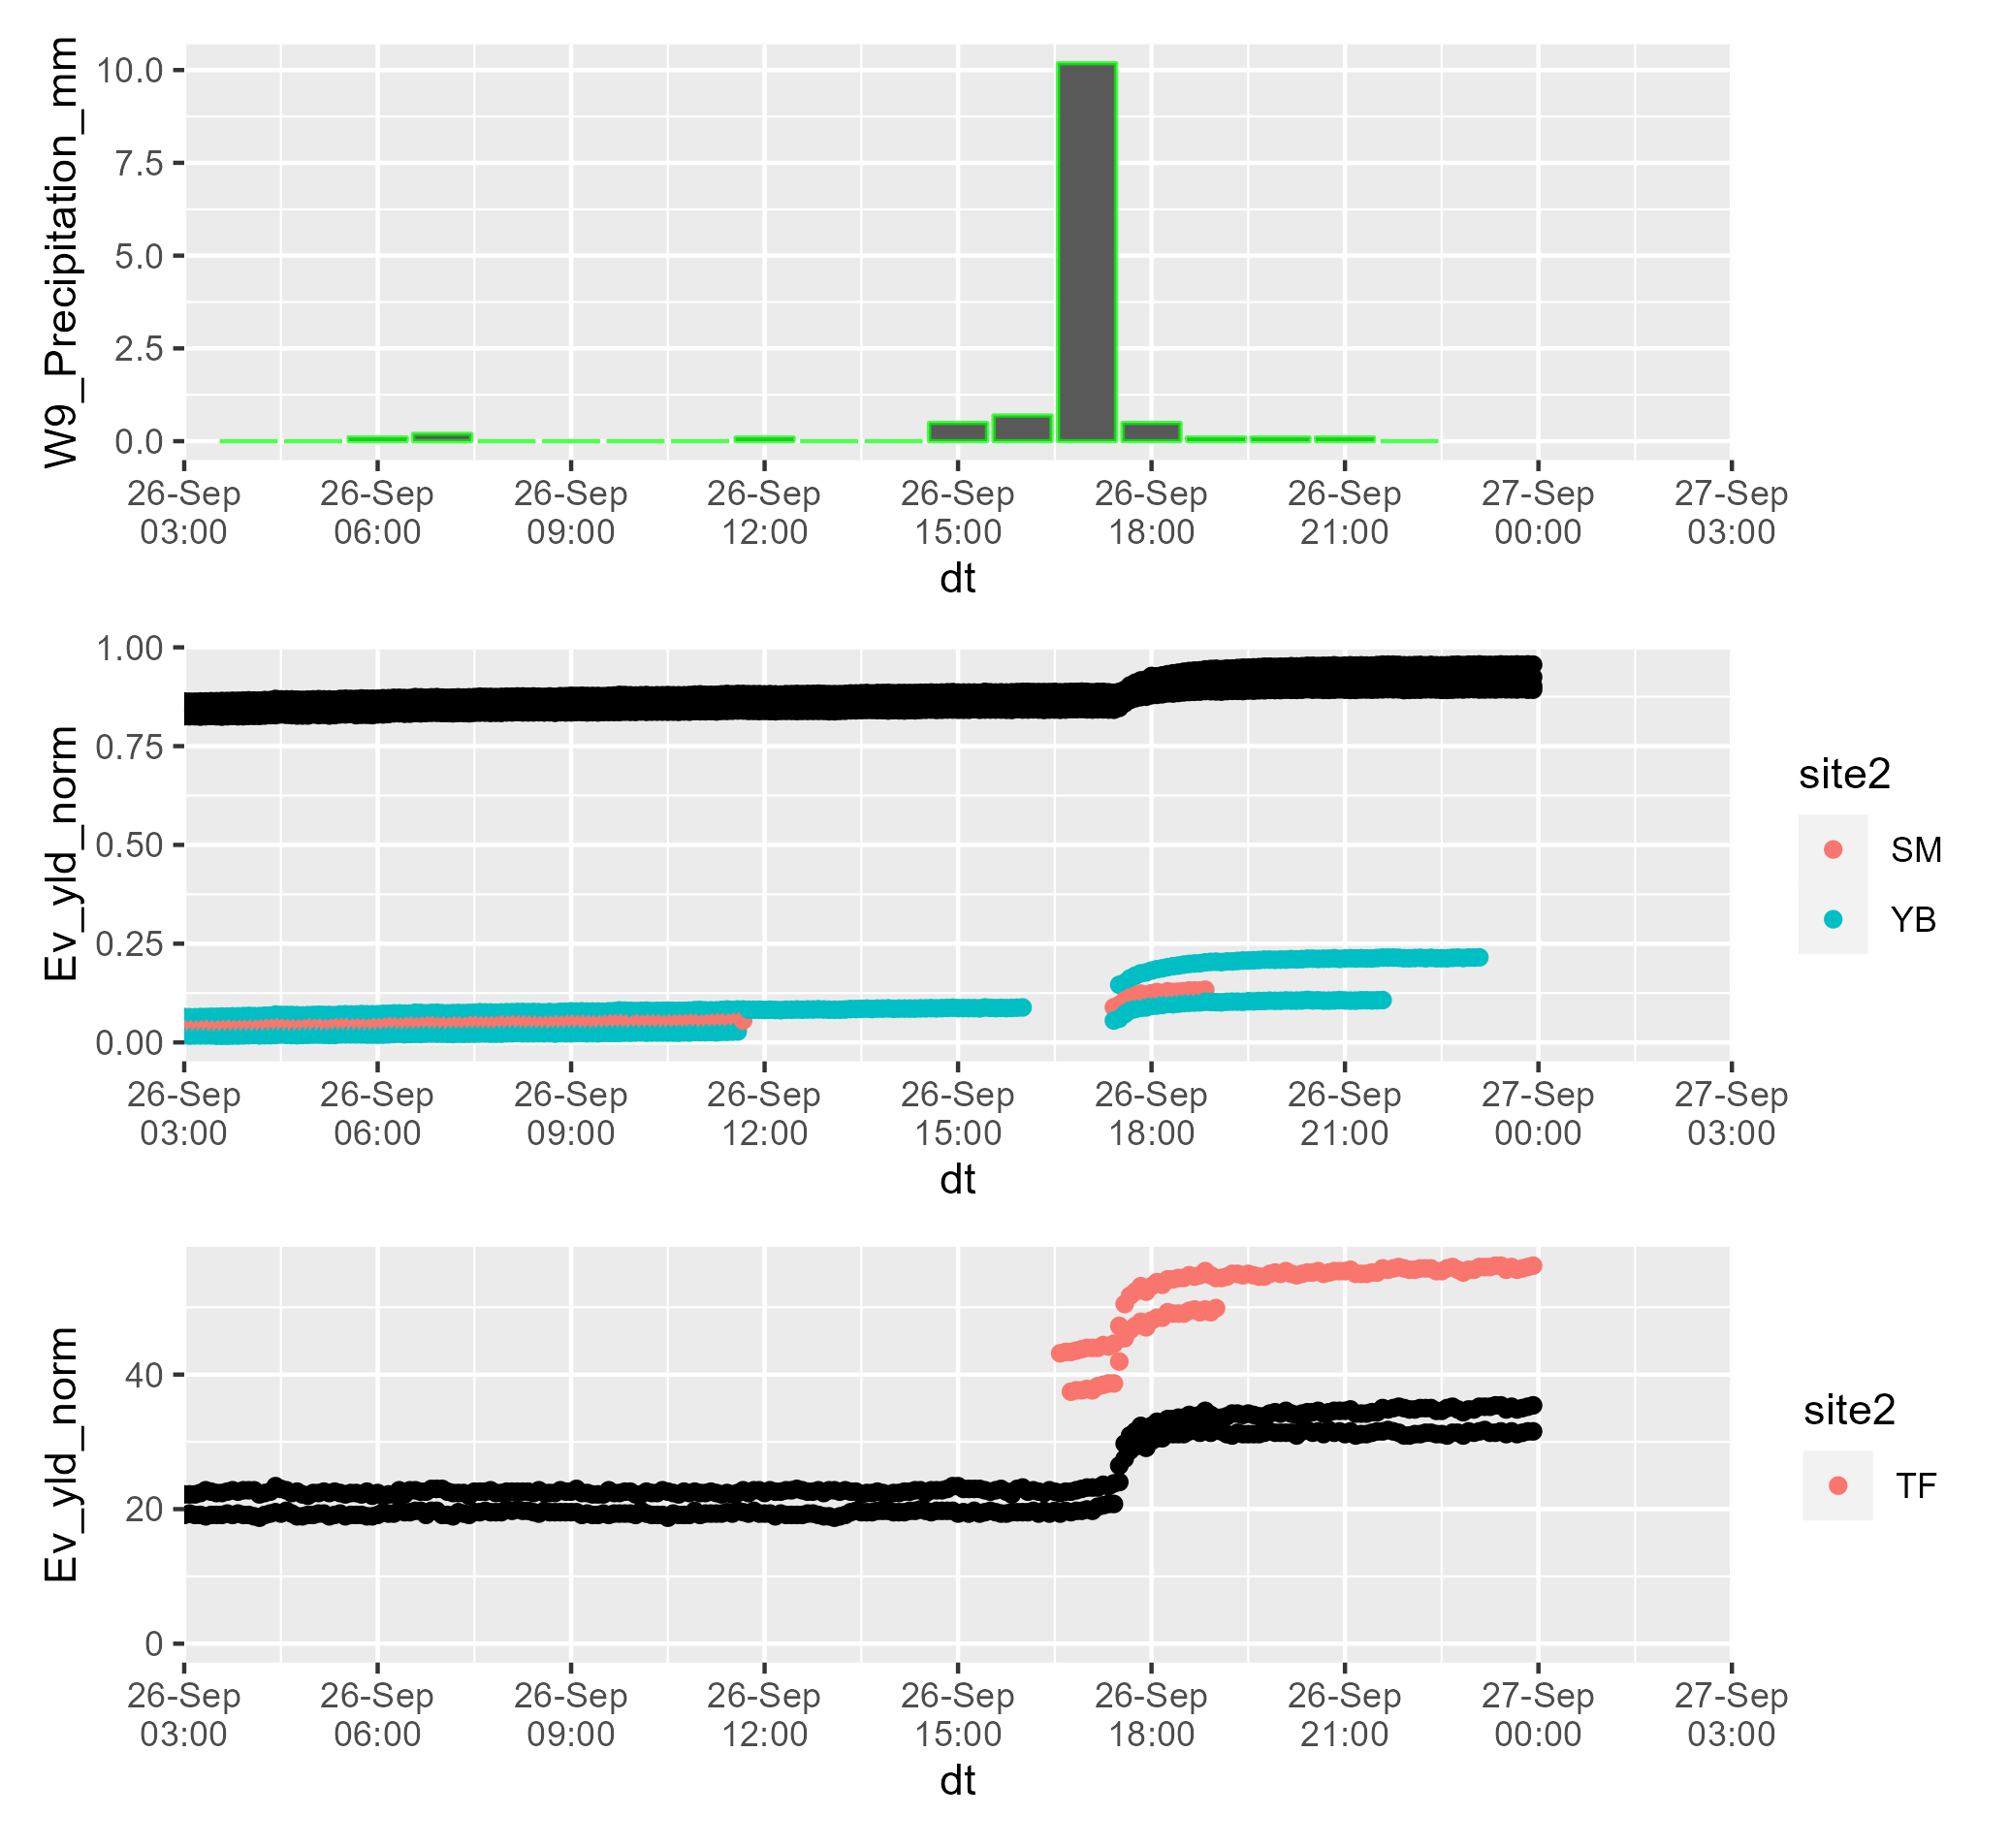 W9_Precipitation_mm
10.0
7.5
5.0
2.5
0.0
26-Sep 26-Sep 26-Sep 26-Sep 26-Sep 26-Sep 26-Sep 27-Sep 27-Sep
03:00 06:00 09:00 12:00 15:00 18:00 21:00 00:00 03:00
dt
Ev_yld_norm
1.00
0.75
0.50
0.25
0.00
26-Sep 26-Sep 26-Sep 26-Sep 26-Sep 26-Sep 26-Sep 27-Sep 27-Sep
03:00 06:00 09:00 12:00 15:00 18:00 21:00 00:00 03:00
dt
site2
SM
YB
Ev_yld_norm
40
20
0
26-Sep 26-Sep 26-Sep 26-Sep 26-Sep 26-Sep 26-Sep 27-Sep 27-Sep
03:00 06:00 09:00 12:00 15:00 18:00 21:00 00:00 03:00
dt
site2
TF